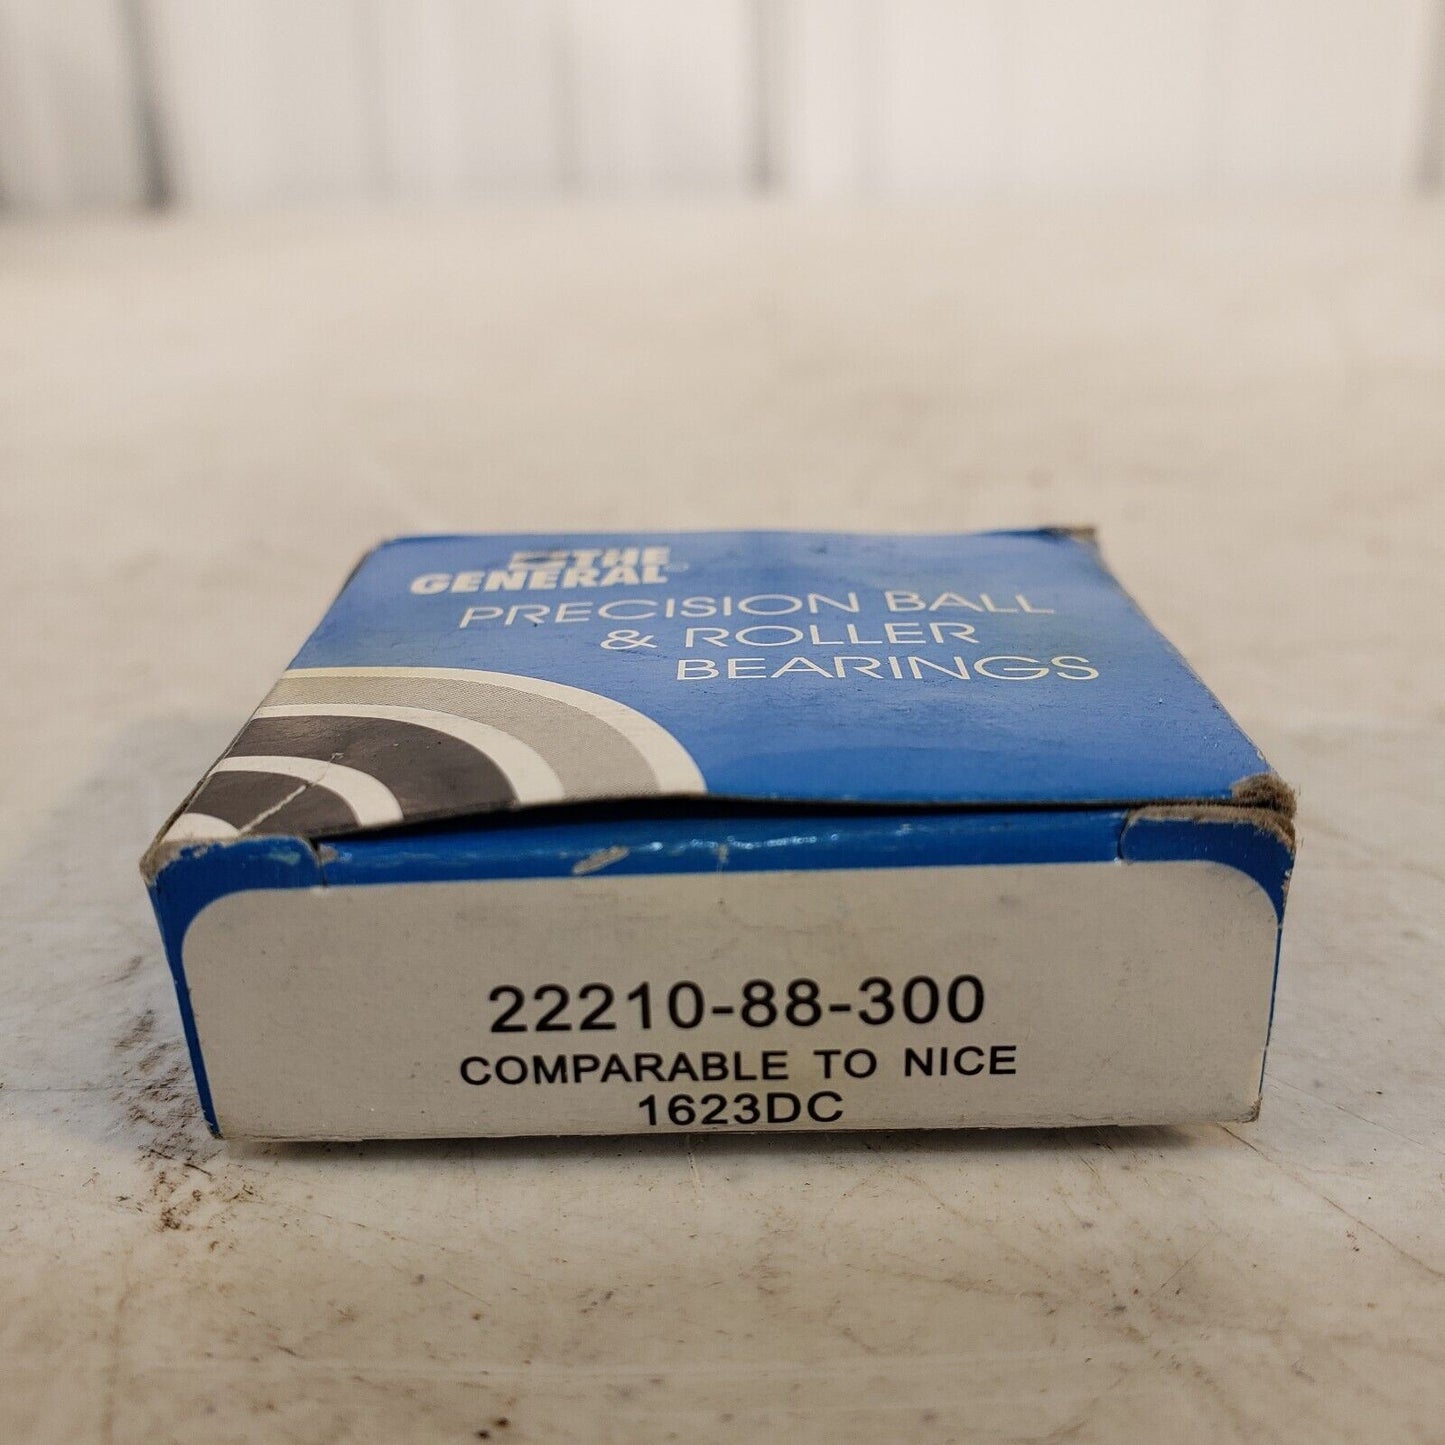 THE
GENERAL®
PRECISION BALL
& ROLLER
BEARINGS
22210-88-300
COMPARABLE TO NICE
1623DC